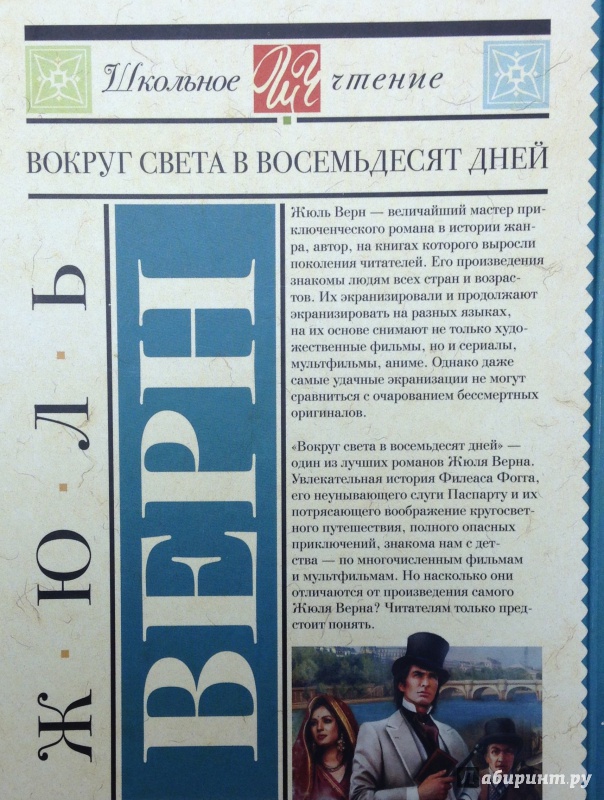 Школьное ШЧ чтение
ВОКРУГ СВЕТА В ВОСЕМЬДЕСЯТ ДНЕЙ
Ж·Ю·Л·Ь
ВЕРН
Жюль Верн — величайший мастер при-
ключенческого романа в истории жан-
ра, автор, на книгах которого выросли
поколения читателей. Его произведения
знакомы людям всех стран и возрас-
тов. Их экранизировали и продолжают
экранизировать на разных языках,
на их основе снимают не только худо-
жественные фильмы, но и сериалы,
мультфильмы, аниме. Однако даже
самые удачные экранизации не могут
сравниться с очарованием бессмертных
оригиналов.
«Вокруг света в восемьдесят дней» —
один из лучших романов Жюля Верна.
Увлекательная история Филеаса Фогга,
его неунывающего слуги Паспарту и их
потрясающего воображение кругосвет-
ного путешествия, полного опасных
приключений, знакома нам с дет-
ства — по многочисленным фильмам
и мультфильмам. Но насколько они
отличаются от произведения самого
Жюля Верна? Читателям только пред-
стоит понять.
Лабиринт.ру